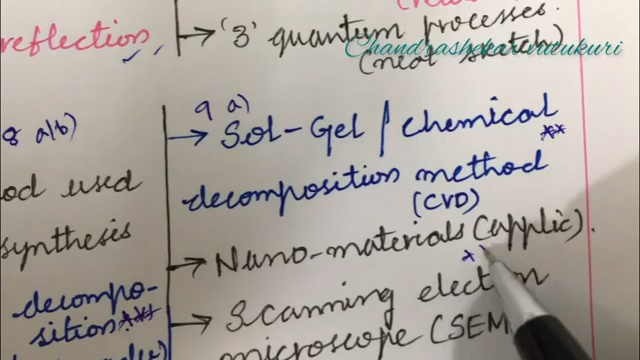 reflection
→ '3' quantum processes.
(neat sketch)
Chandrashekar vutukuri
8 a(b)
od used
synthesis
decompo-
sition ***
9 a)
→ Sol-Gel / chemical
decomposition method **
(CVD)
→ Nano-materials (applic).
→ Scanning electron
microscope (SEM